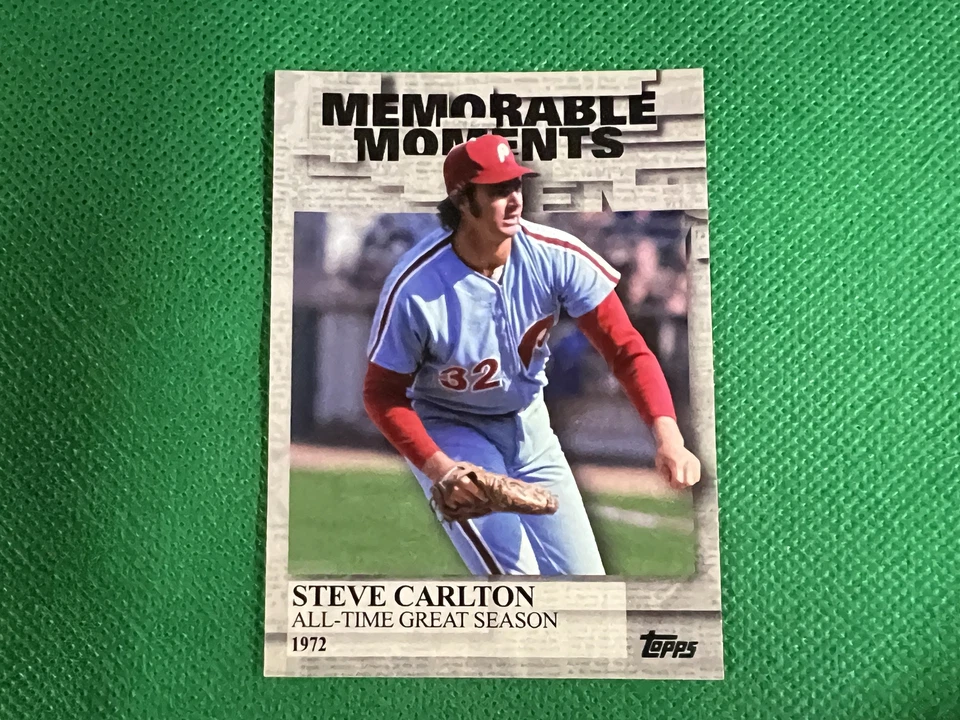 MEMORABLE
MOMENTS
P
32
P
STEVE CARLTON
ALL-TIME GREAT SEASON
1972
Topps